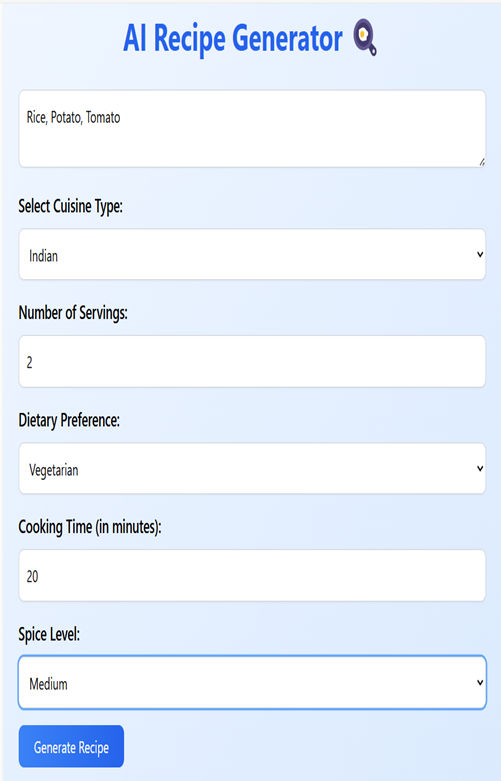 AI Recipe Generator 🍳
Rice, Potato, Tomato
Select Cuisine Type:
Indian
Number of Servings:
2
Dietary Preference:
Vegetarian
Cooking Time (in minutes):
20
Spice Level:
Medium
Generate Recipe